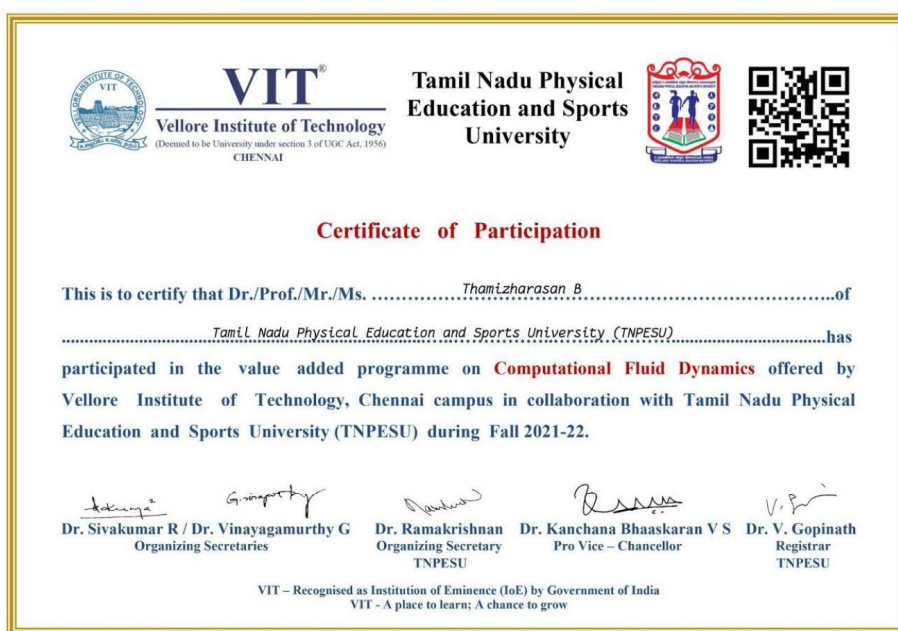 VIT®
Vellore Institute of Technology
(Deemed to be University under section 3 of UGC Act, 1956)
CHENNAI
Tamil Nadu Physical
Education and Sports
University
VELLORE INSTITUTE OF TECHNOLOGY
VIT
Certificate of Participation
This is to certify that Dr./Prof./Mr./Ms. ........Thamizharasan B........of
........Tamil Nadu Physical Education and Sports University (TNPESU)........has
participated in the value added programme on Computational Fluid Dynamics offered by
Vellore Institute of Technology, Chennai campus in collaboration with Tamil Nadu Physical
Education and Sports University (TNPESU) during Fall 2021-22.
Dr. Sivakumar R / Dr. Vinayagamurthy G
Organizing Secretaries
Dr. Ramakrishnan
Organizing Secretary
TNPESU
Dr. Kanchana Bhaaskaran V S
Pro Vice – Chancellor
Dr. V. Gopinath
Registrar
TNPESU
VIT – Recognised as Institution of Eminence (IoE) by Government of India
VIT - A place to learn; A chance to grow